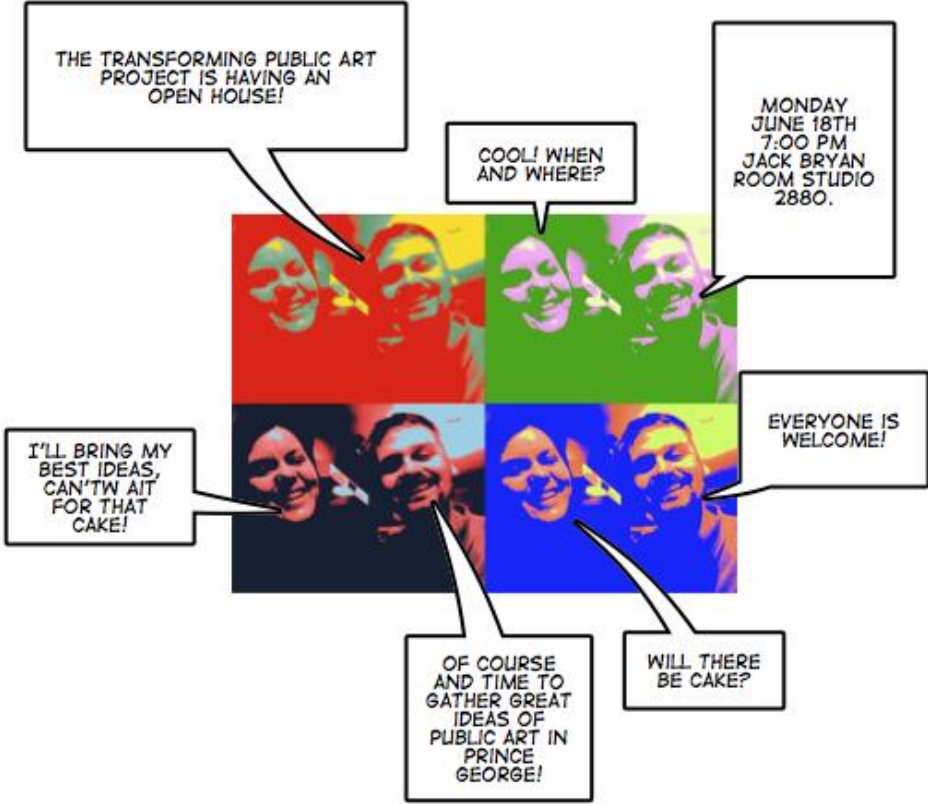 THE TRANSFORMING PUBLIC ART
PROJECT IS HAVING AN
OPEN HOUSE!
COOL! WHEN
AND WHERE?
MONDAY
JUNE 18TH
7:00 PM
JACK BRYAN
ROOM STUDIO
2880.
EVERYONE IS
WELCOME!
WILL THERE
BE CAKE?
OF COURSE
AND TIME TO
GATHER GREAT
IDEAS OF
PUBLIC ART IN
PRINCE
GEORGE!
I'LL BRING MY
BEST IDEAS,
CAN'TW AIT
FOR THAT
CAKE!